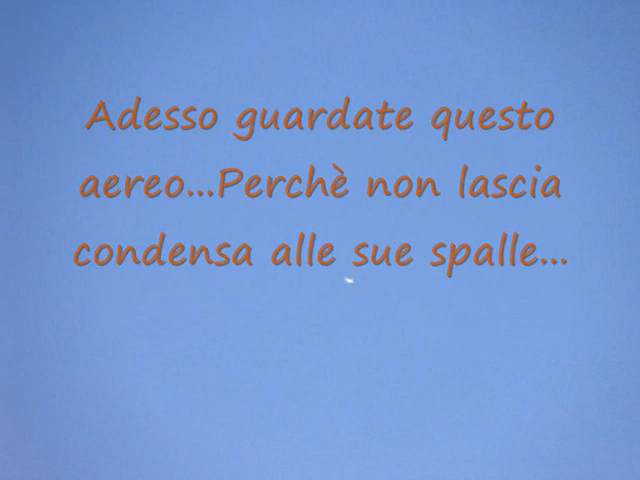 Adesso guardate questo
aereo...Perchè non lascia
condensa alle sue spalle...